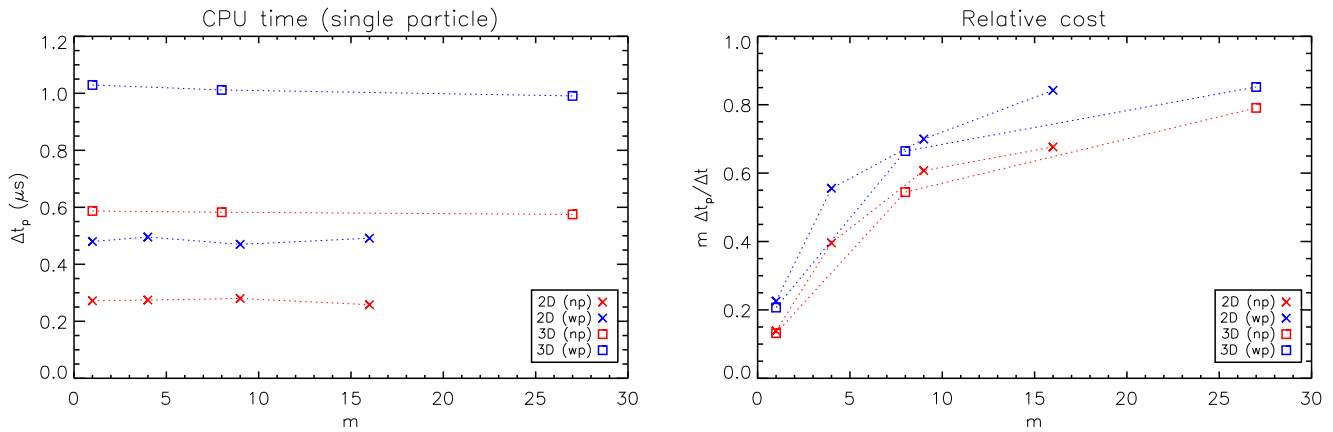 CPU time (single particle)
1.2
1.0
0.8
0.6
0.4
0.2
0.0
Δtp (μs)
0 5 10 15 20 25 30
m
2D (np)
2D (wp)
3D (np)
3D (wp)
Relative cost
1.0
0.8
0.6
0.4
0.2
0.0
m Δtp/Δt
0 5 10 15 20 25 30
m
2D (np)
2D (wp)
3D (np)
3D (wp)